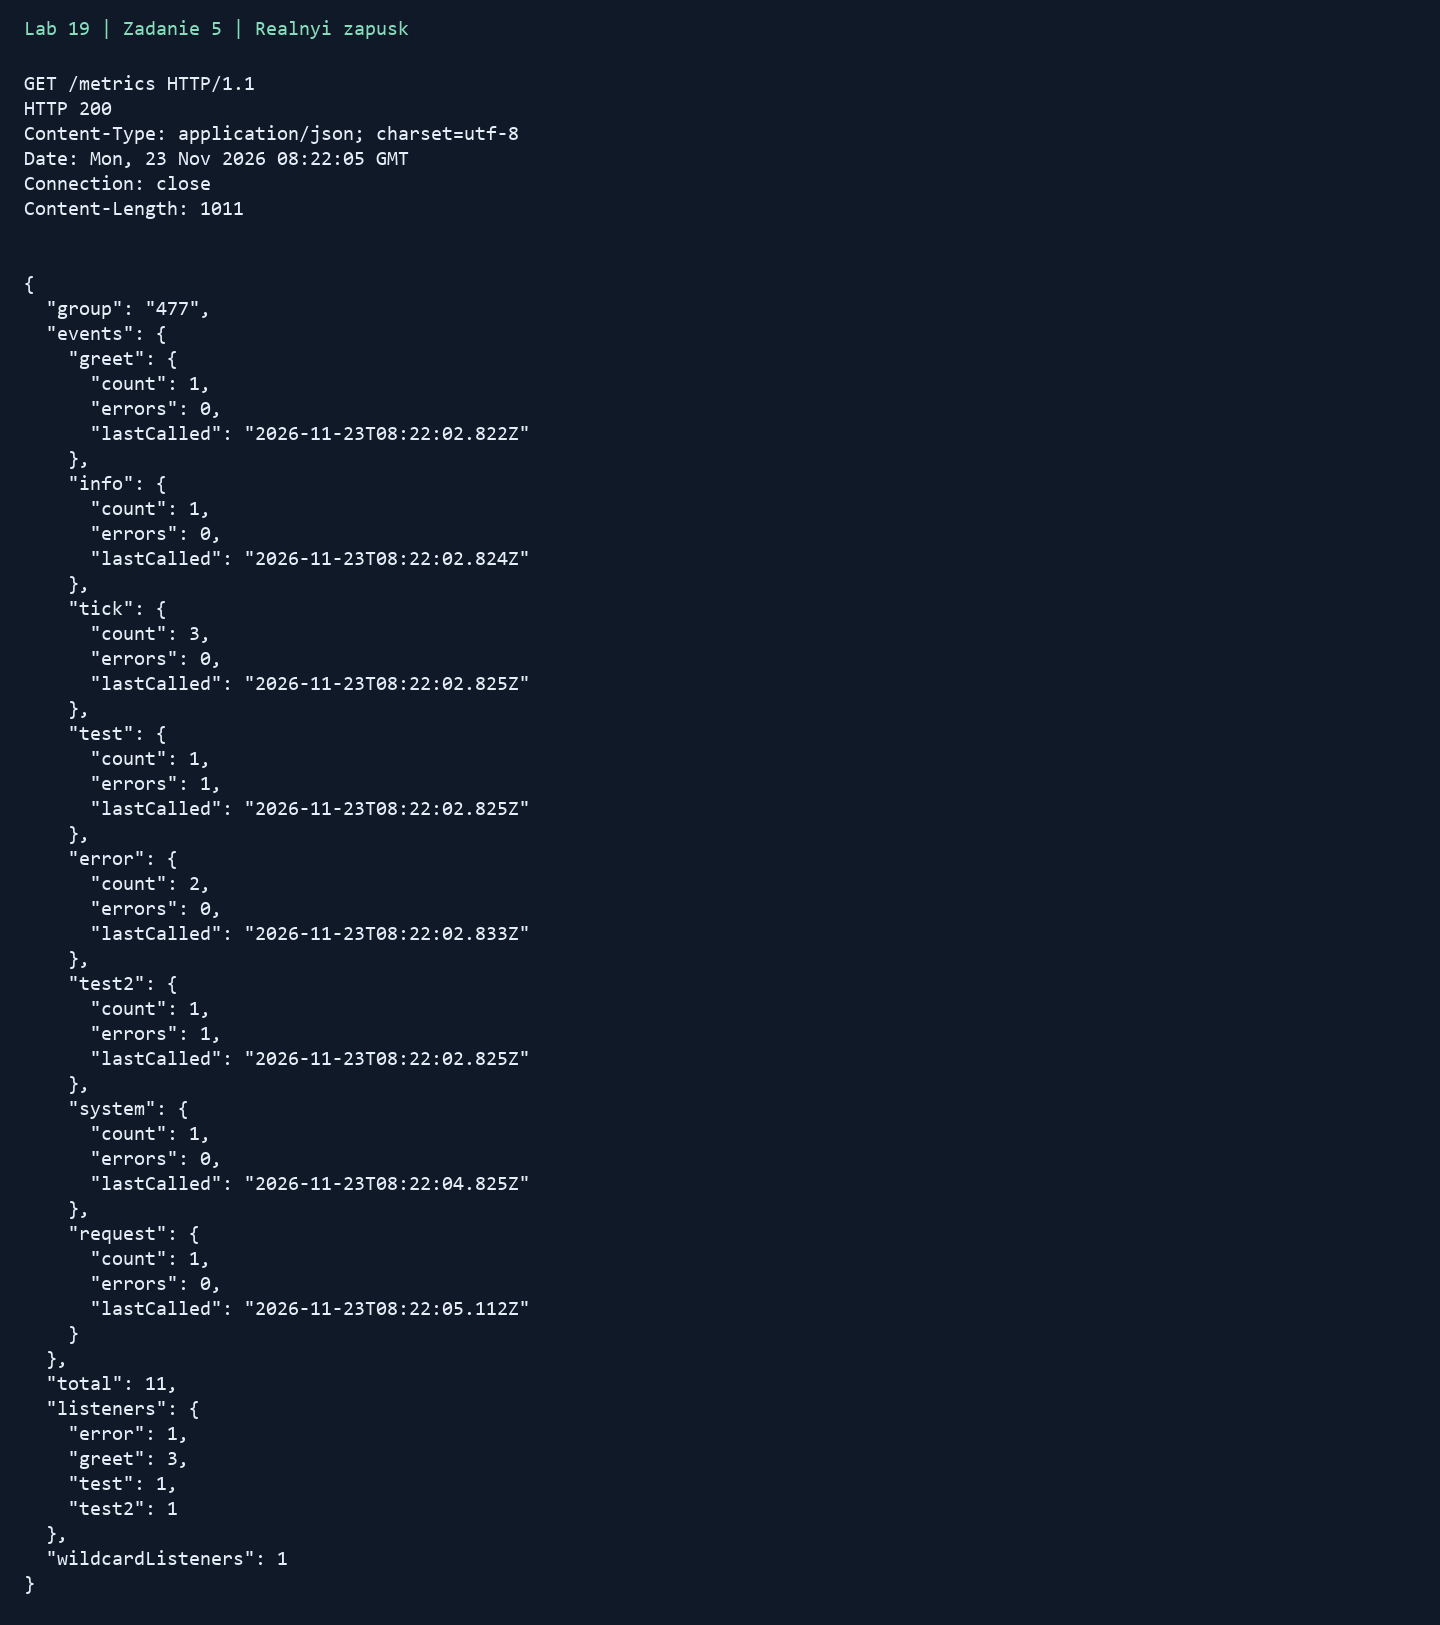 Lab 19 | Zadanie 5 | Realnyi zapusk
GET /metrics HTTP/1.1
HTTP 200
Content-Type: application/json; charset=utf-8
Date: Mon, 23 Nov 2026 08:22:05 GMT
Connection: close
Content-Length: 1011
{
  "group": "477",
  "events": {
    "greet": {
      "count": 1,
      "errors": 0,
      "lastCalled": "2026-11-23T08:22:02.822Z"
    },
    "info": {
      "count": 1,
      "errors": 0,
      "lastCalled": "2026-11-23T08:22:02.824Z"
    },
    "tick": {
      "count": 3,
      "errors": 0,
      "lastCalled": "2026-11-23T08:22:02.825Z"
    },
    "test": {
      "count": 1,
      "errors": 1,
      "lastCalled": "2026-11-23T08:22:02.825Z"
    },
    "error": {
      "count": 2,
      "errors": 0,
      "lastCalled": "2026-11-23T08:22:02.833Z"
    },
    "test2": {
      "count": 1,
      "errors": 1,
      "lastCalled": "2026-11-23T08:22:02.825Z"
    },
    "system": {
      "count": 1,
      "errors": 0,
      "lastCalled": "2026-11-23T08:22:04.825Z"
    },
    "request": {
      "count": 1,
      "errors": 0,
      "lastCalled": "2026-11-23T08:22:05.112Z"
    }
  },
  "total": 11,
  "listeners": {
    "error": 1,
    "greet": 3,
    "test": 1,
    "test2": 1
  },
  "wildcardListeners": 1
}